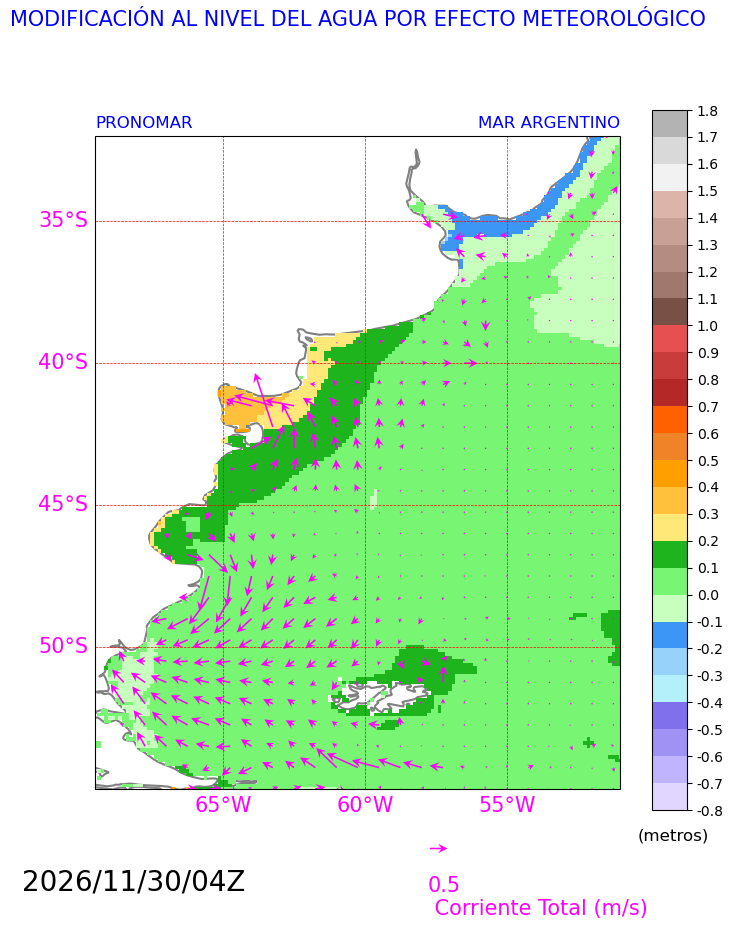 MODIFICACIÓN AL NIVEL DEL AGUA POR EFECTO METEOROLÓGICO
PRONOMAR
MAR ARGENTINO
35°S
40°S
45°S
50°S
65°W
60°W
55°W
1.8
1.7
1.6
1.5
1.4
1.3
1.2
1.1
1.0
0.9
0.8
0.7
0.6
0.5
0.4
0.3
0.2
0.1
0.0
-0.1
-0.2
-0.3
-0.4
-0.5
-0.6
-0.7
-0.8
(metros)
2026/11/30/04Z
0.5
Corriente Total (m/s)